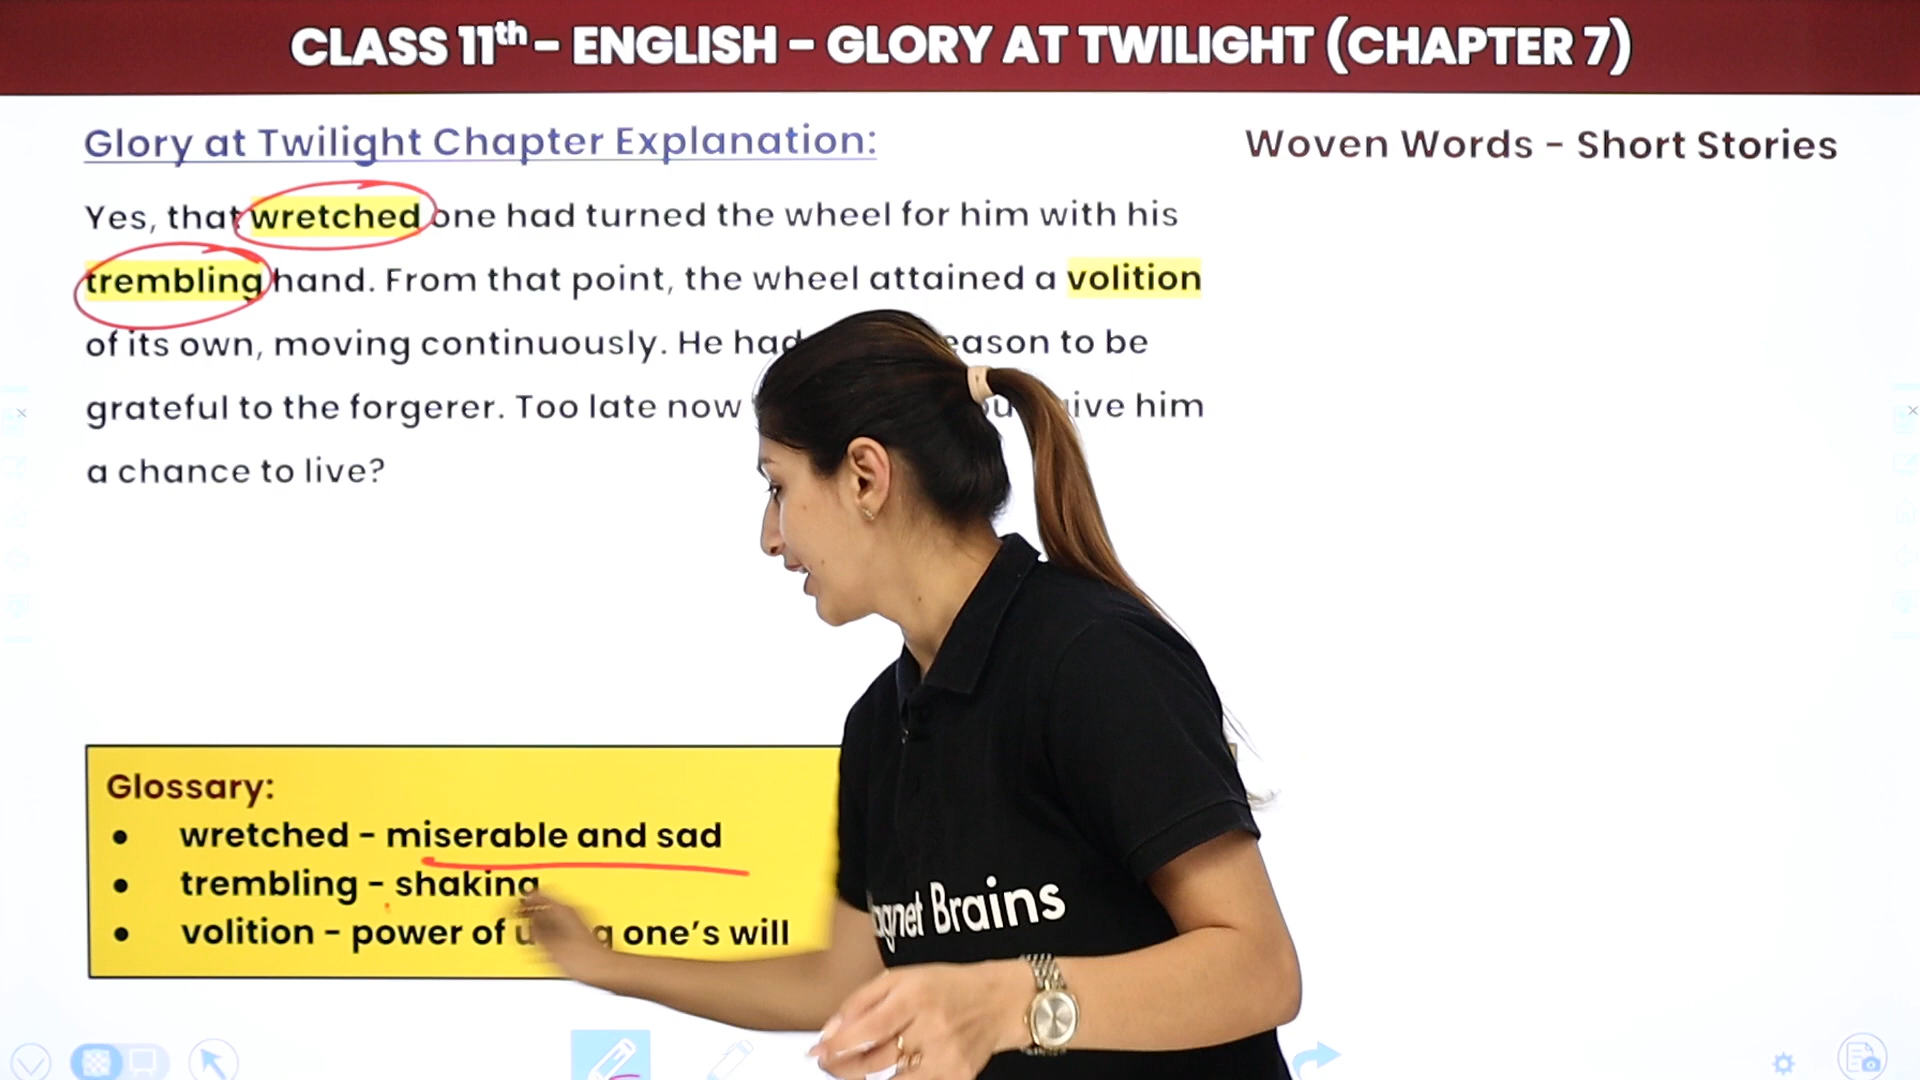 CLASS 11th – ENGLISH – GLORY AT TWILIGHT (CHAPTER 7)
Glory at Twilight Chapter Explanation:
Woven Words – Short Stories
Yes, that wretched one had turned the wheel for him with his
trembling hand. From that point, the wheel attained a volition
of its own, moving continuously. He had to be
grateful to the forgerer. Too late now him
a chance to live?
Glossary:
● wretched – miserable and sad
● trembling – shaking
● volition – power of one's will
Brains